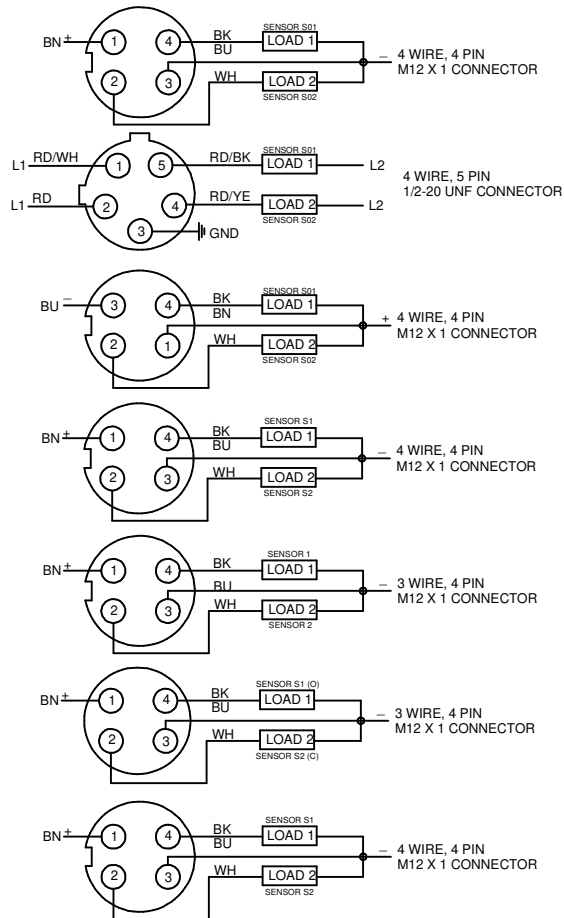 SENSOR S01
BN + 1 4 BK LOAD 1
BU
− 4 WIRE, 4 PIN
M12 X 1 CONNECTOR
2 3 WH LOAD 2
SENSOR S02
SENSOR S01
L1 RD/WH 1 5 RD/BK LOAD 1 L2
4 WIRE, 5 PIN
1/2-20 UNF CONNECTOR
L1 RD 2 4 RD/YE LOAD 2 L2
SENSOR S02
3 GND
SENSOR S01
BU − 3 4 BK LOAD 1
BN
+ 4 WIRE, 4 PIN
M12 X 1 CONNECTOR
2 1 WH LOAD 2
SENSOR S02
SENSOR S1
BN + 1 4 BK LOAD 1
BU
− 4 WIRE, 4 PIN
M12 X 1 CONNECTOR
2 3 WH LOAD 2
SENSOR S2
SENSOR 1
BN + 1 4 BK LOAD 1
BU
− 3 WIRE, 4 PIN
M12 X 1 CONNECTOR
2 3 WH LOAD 2
SENSOR 2
SENSOR S1 (O)
BN + 1 4 BK LOAD 1
BU
− 3 WIRE, 4 PIN
M12 X 1 CONNECTOR
2 3 WH LOAD 2
SENSOR S2 (C)
SENSOR S1
BN + 1 4 BK LOAD 1
BU
− 4 WIRE, 4 PIN
M12 X 1 CONNECTOR
2 3 WH LOAD 2
SENSOR S2